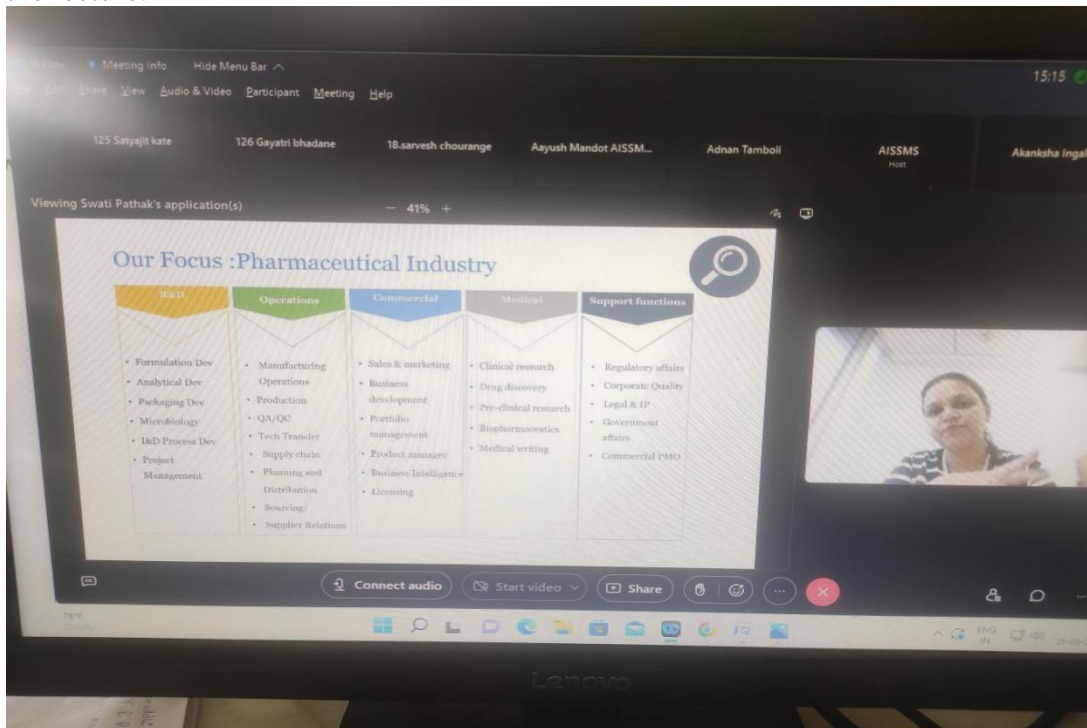 Webex
Meeting Info
Hide Menu Bar
Edit Share View Audio & Video Participant Meeting Help
15:15
125 Satyajit kate
126 Gayatri bhadane
18.sarvesh chourange
Aayush Mandot AISSM...
Adnan Tamboli
AISSMS
Host
Akanksha Ingal
Viewing Swati Pathak's application(s)
− 41% +
Our Focus :Pharmaceutical Industry
R&D
• Formulation Dev
• Analytical Dev
• Packaging Dev
• Microbiology
• I&D Process Dev
• Project
Management
Operations
• Manufacturing
Operations
• Production
• QA/QC
• Tech Transfer
• Supply chain
• Planning and
Distribution
• Sourcing/
• Supplier Relations
Commercial
• Sales & marketing
• Business
development
• Portfolio
management
• Product manager
• Business Intelligence
• Licensing
Medical
• Clinical research
• Drug discovery
• Pre-clinical research
• Biopharmaceutics
• Medical writing
Support functions
• Regulatory affairs
• Corporate Quality
• Legal & IP
• Government
affairs
• Commercial PMO
Connect audio
Start video
Share
78°F
Cloudy
ENG
IN
Lenovo